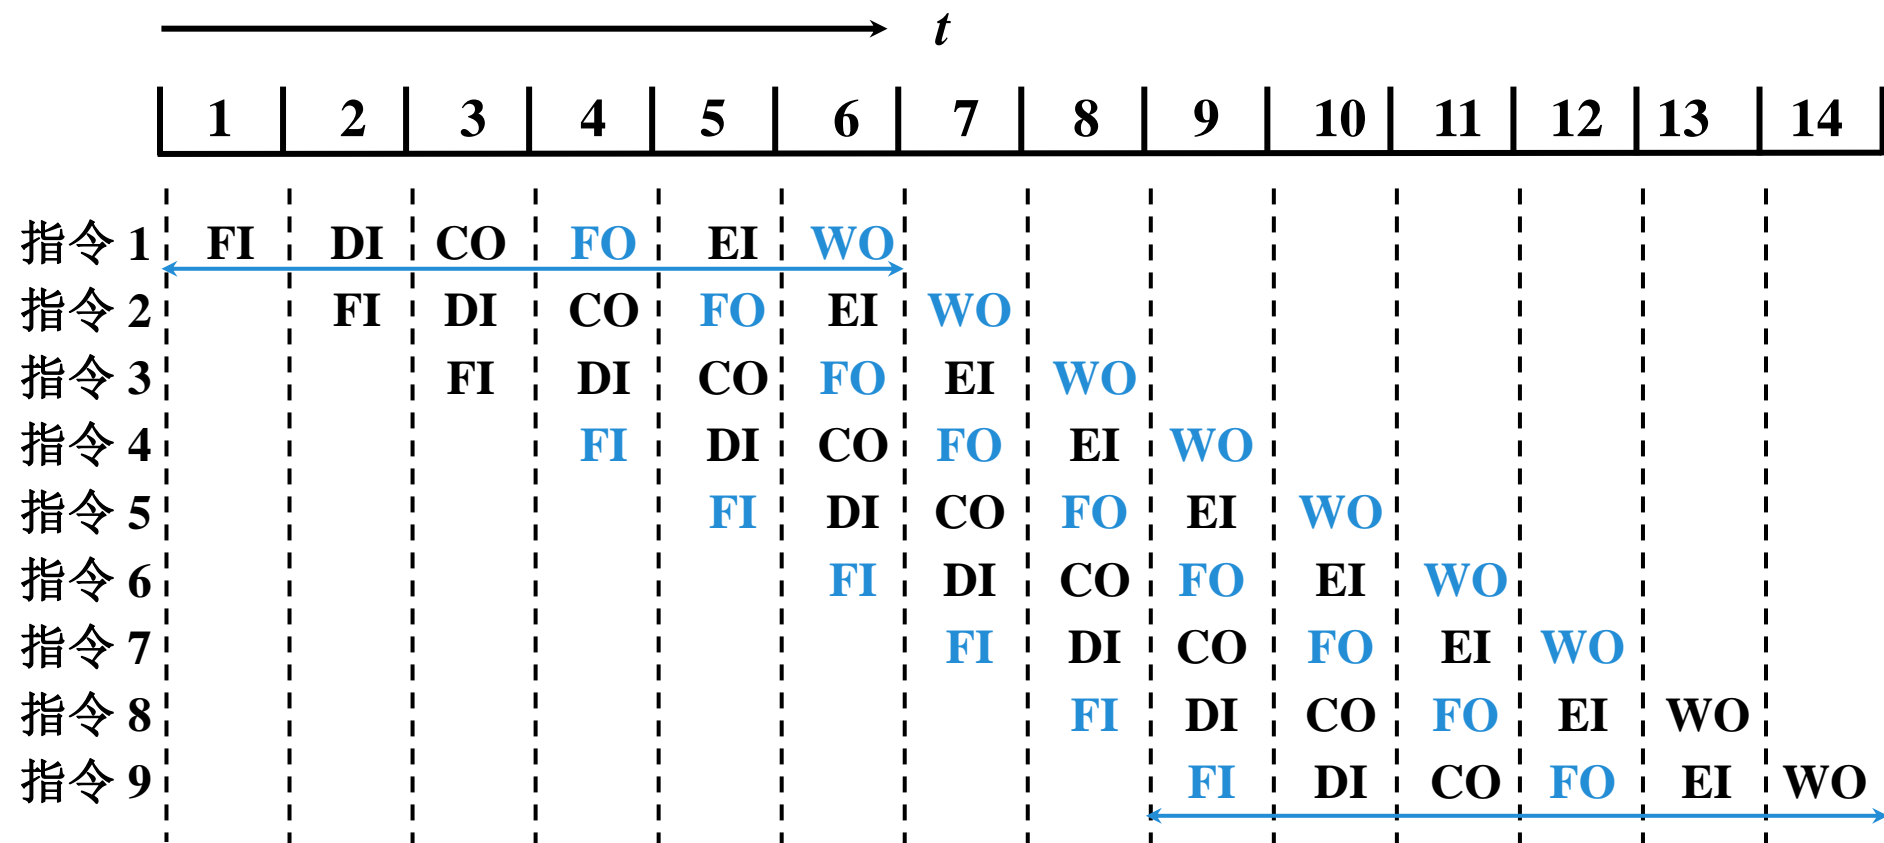 t
1 2 3 4 5 6 7 8 9 10 11 12 13 14
指令 1 FI DI CO FO EI WO
指令 2 FI DI CO FO EI WO
指令 3 FI DI CO FO EI WO
指令 4 FI DI CO FO EI WO
指令 5 FI DI CO FO EI WO
指令 6 FI DI CO FO EI WO
指令 7 FI DI CO FO EI WO
指令 8 FI DI CO FO EI WO
指令 9 FI DI CO FO EI WO